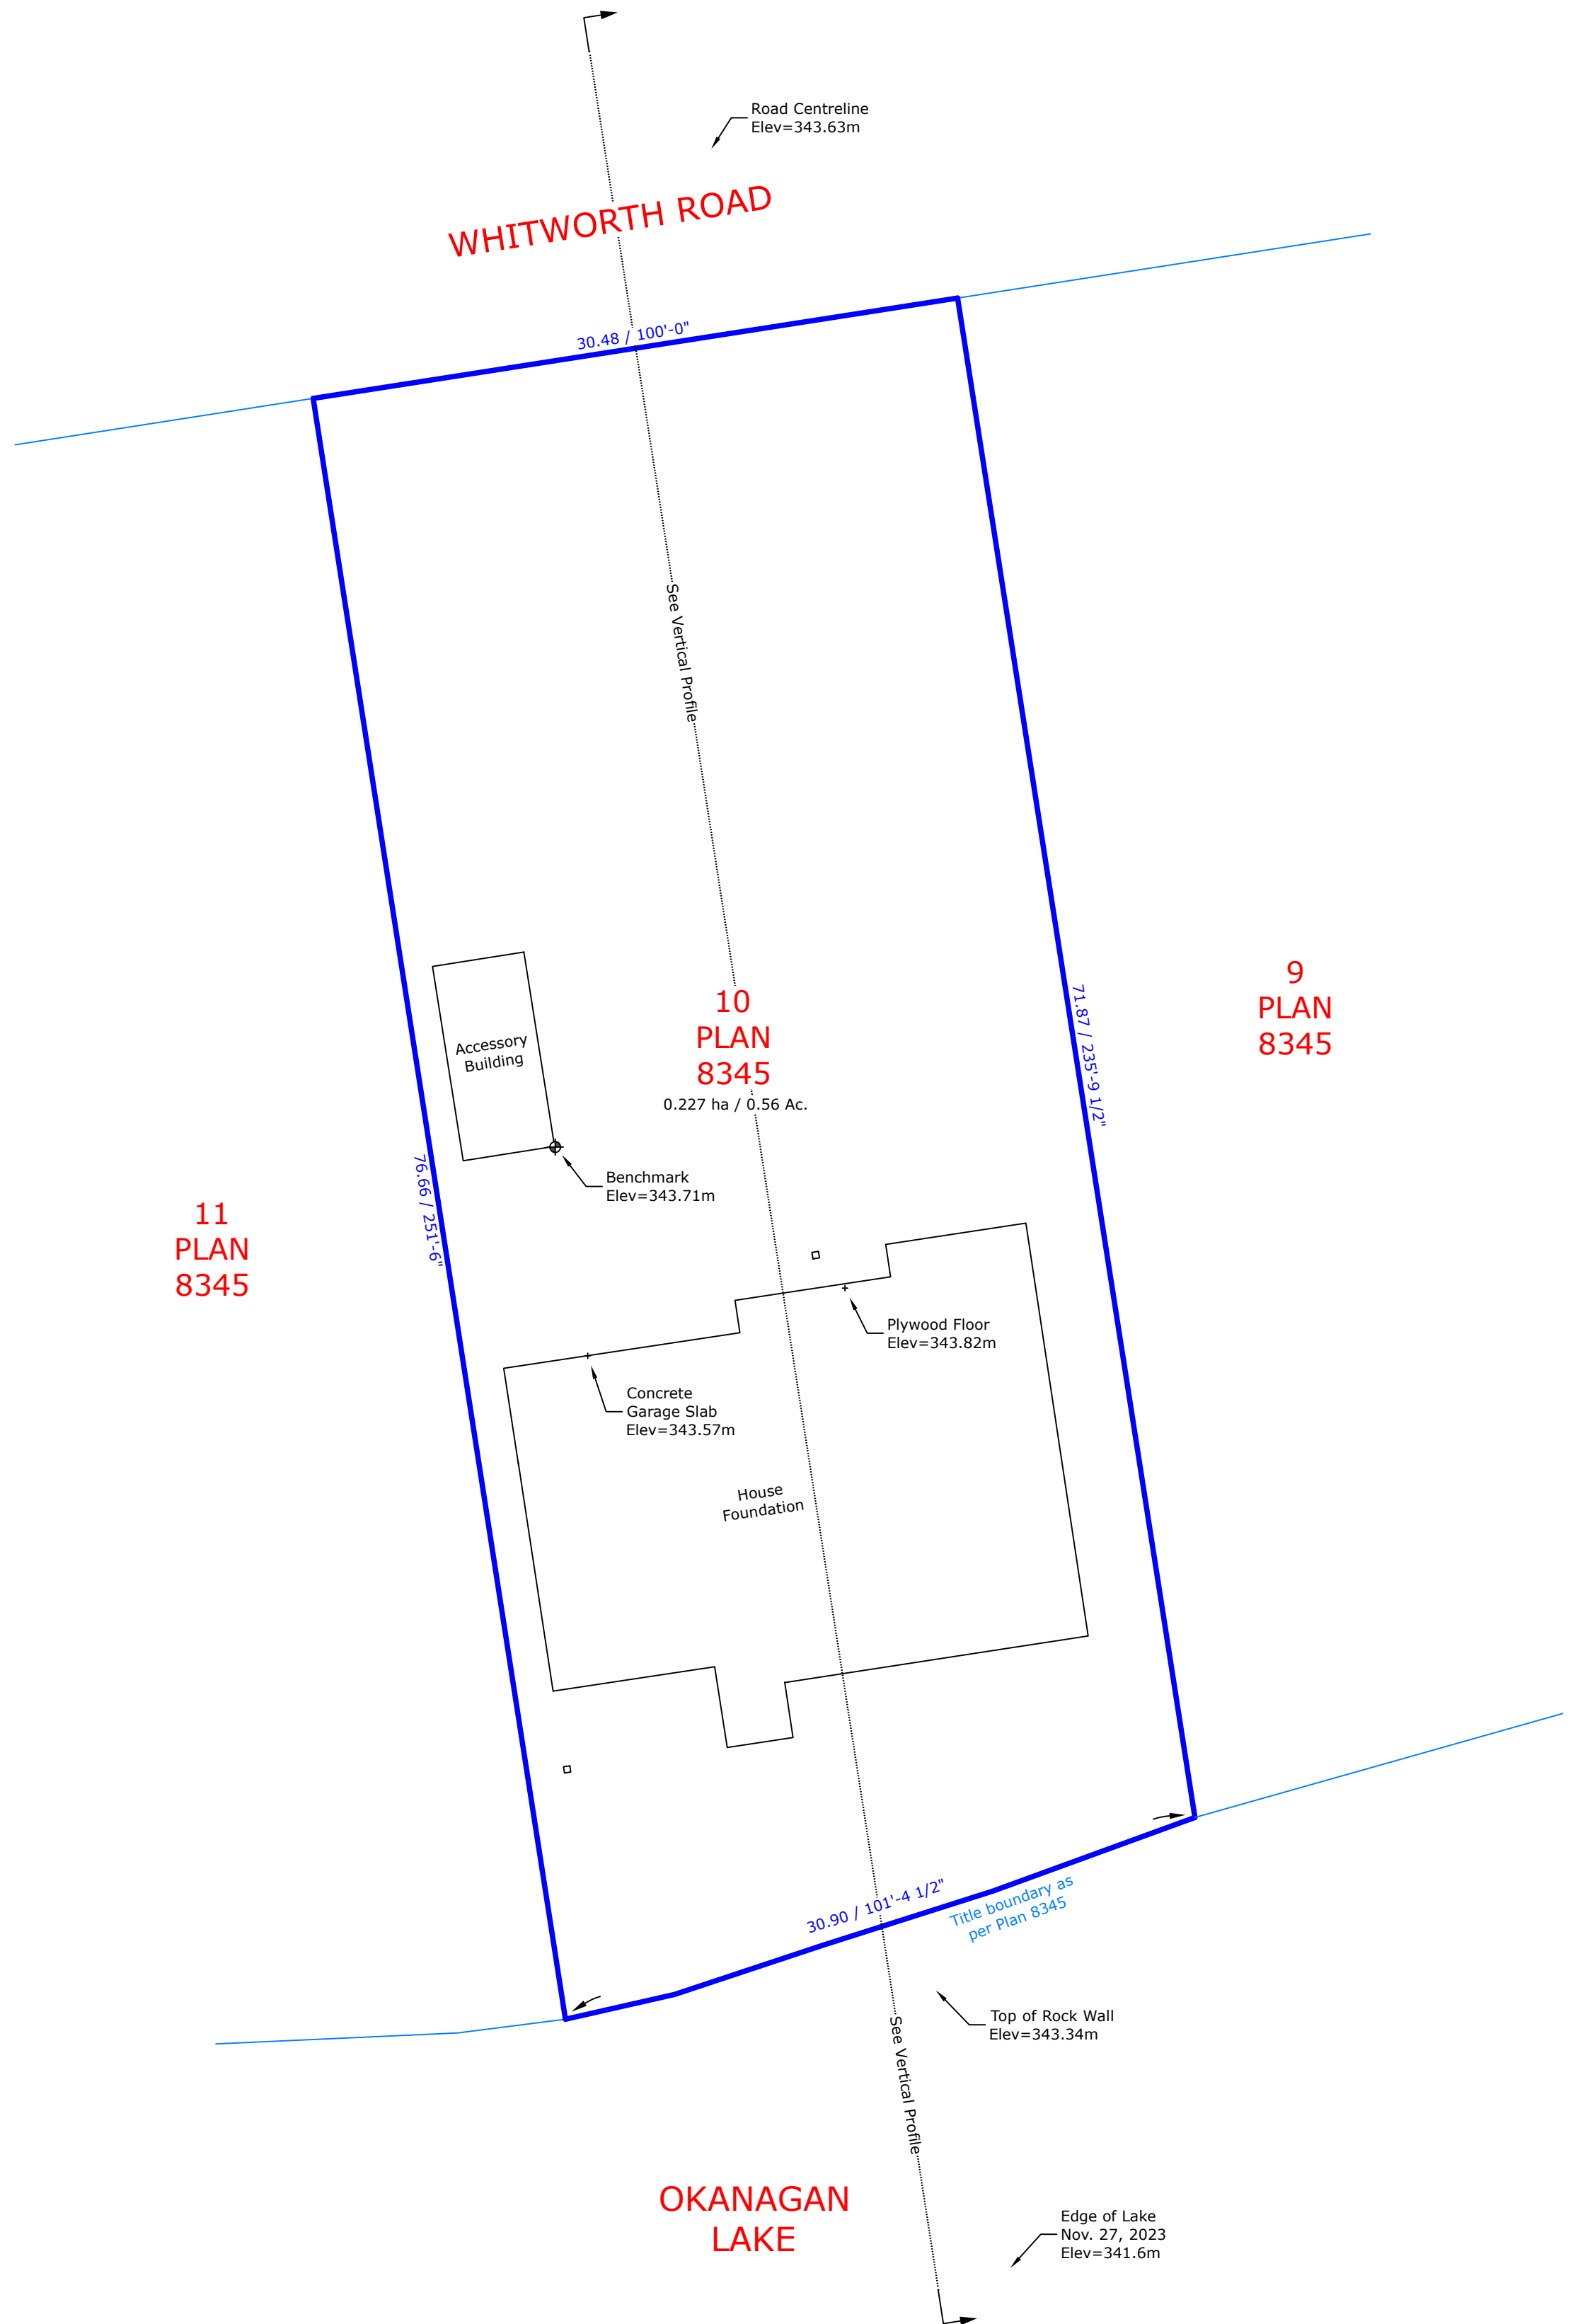 Road Centreline
Elev=343.63m
WHITWORTH ROAD
30.48 / 100'-0"
See Vertical Profile
9
PLAN
8345
10
PLAN
8345
0.227 ha / 0.56 Ac.
71.87 / 235'-9 1/2"
Accessory
Building
Benchmark
Elev=343.71m
76.66 / 251'-6"
11
PLAN
8345
Plywood Floor
Elev=343.82m
Concrete
Garage Slab
Elev=343.57m
House
Foundation
30.90 / 101'-4 1/2"
Title boundary as
per Plan 8345
Top of Rock Wall
Elev=343.34m
See Vertical Profile
OKANAGAN
LAKE
Edge of Lake
Nov. 27, 2023
Elev=341.6m